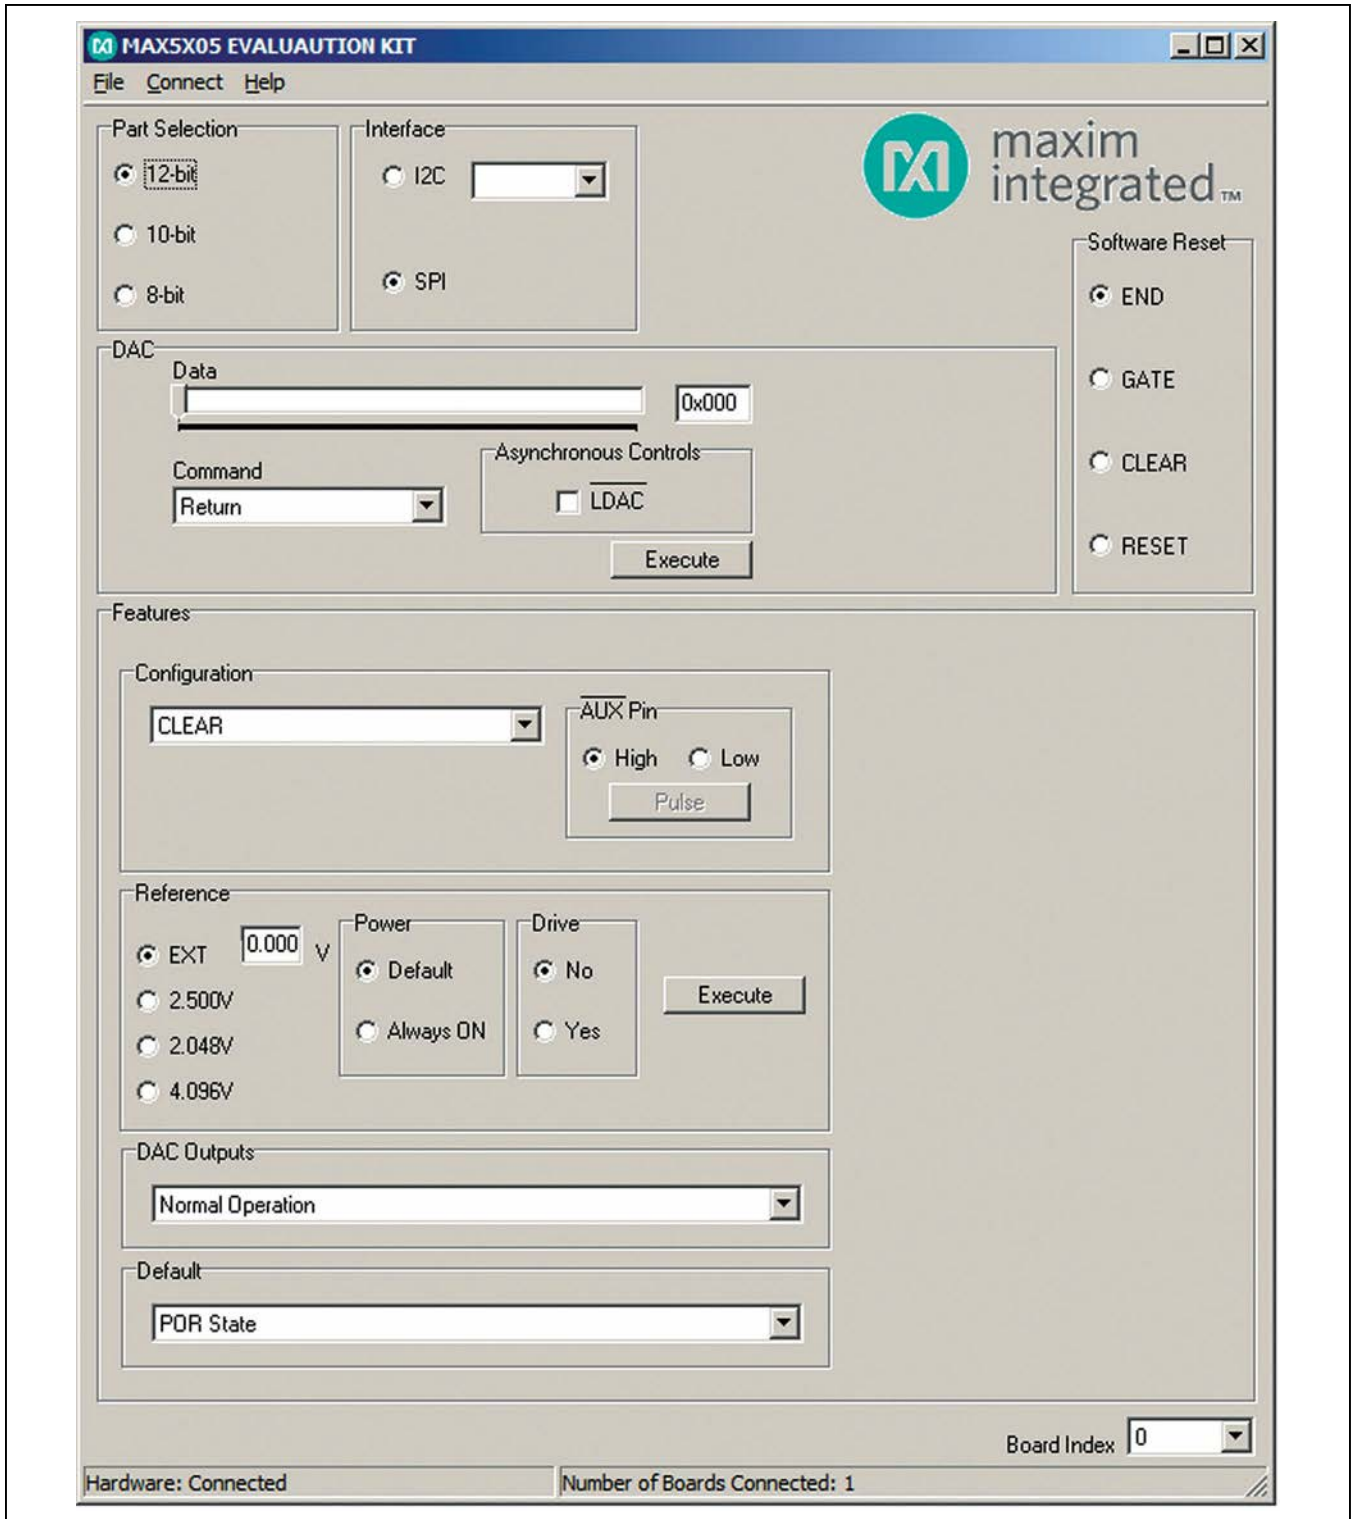 MAX5X05 EVALUAUTION KIT
File Connect Help
Part Selection
12-bit
10-bit
8-bit
Interface
I2C
SPI
maxim
integrated™
Software Reset
END
GATE
CLEAR
RESET
DAC
Data
0x000
Command
Return
Asynchronous Controls
LDAC
Execute
Features
Configuration
CLEAR
AUX Pin
High Low
Pulse
Reference
EXT 0.000 V
2.500V
2.048V
4.096V
Power
Default
Always ON
Drive
No
Yes
Execute
DAC Outputs
Normal Operation
Default
POR State
Board Index 0
Hardware: Connected
Number of Boards Connected: 1